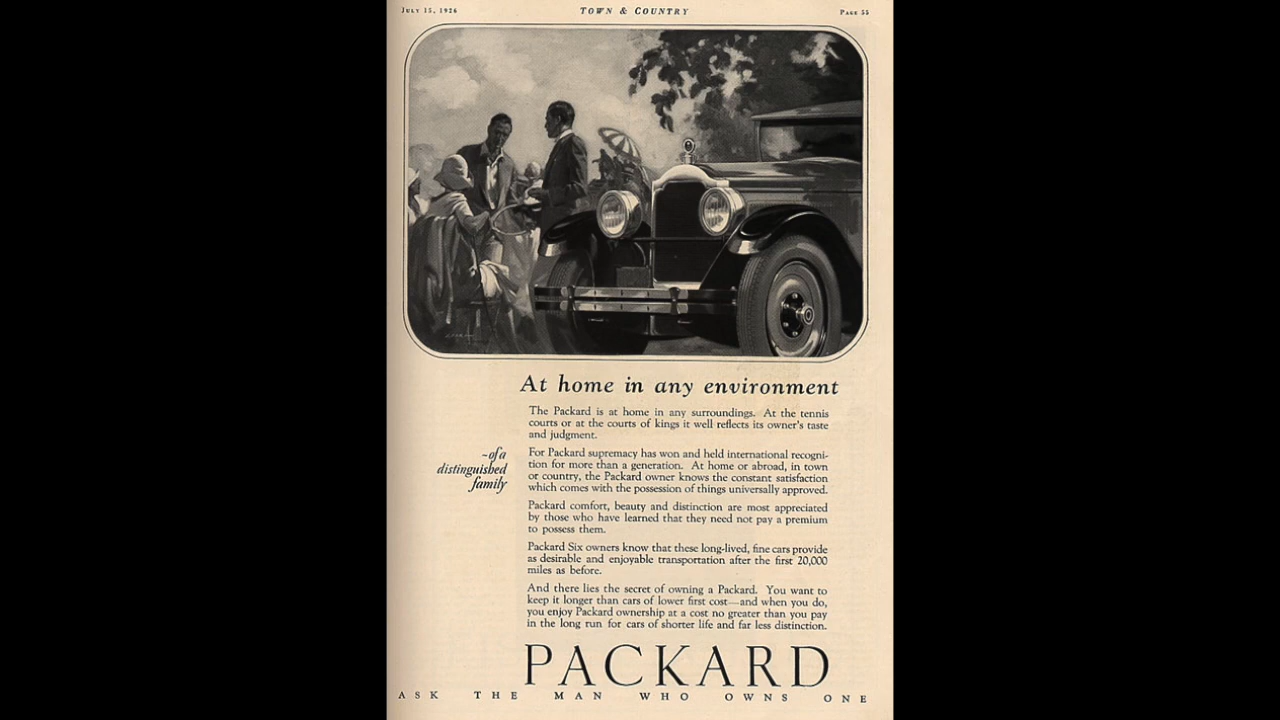 July 15, 1926
Town & Country
Page 55
At home in any environment
The Packard is at home in any surroundings. At the tennis
courts or at the courts of kings it well reflects its owner's taste
and judgment.
~of a
distinguished
family
For Packard supremacy has won and held international recogni-
tion for more than a generation. At home or abroad, in town
or country, the Packard owner knows the constant satisfaction
which comes with the possession of things universally approved.
Packard comfort, beauty and distinction are most appreciated
by those who have learned that they need not pay a premium
to possess them.
Packard Six owners know that these long-lived, fine cars provide
as desirable and enjoyable transportation after the first 20,000
miles as before.
And there lies the secret of owning a Packard. You want to
keep it longer than cars of lower first cost—and when you do,
you enjoy Packard ownership at a cost no greater than you pay
in the long run for cars of shorter life and far less distinction.
PACKARD
ASK THE MAN WHO OWNS ONE